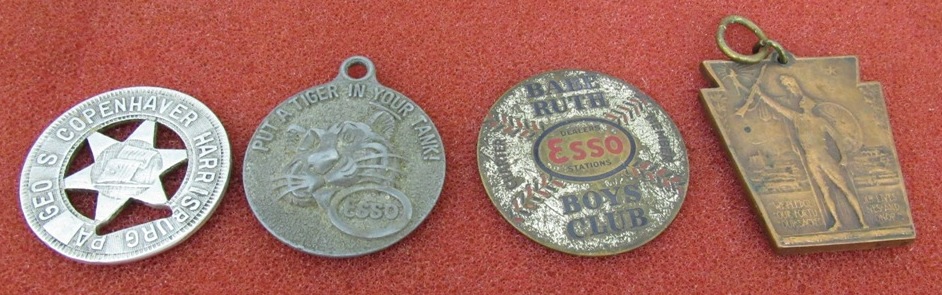 GEO S COPENHAVER HARRISBURG PA
PUT A TIGER IN YOUR TANK!
ESSO
BABE
RUTH
DEALERS
Esso
STATIONS
BOYS
CLUB